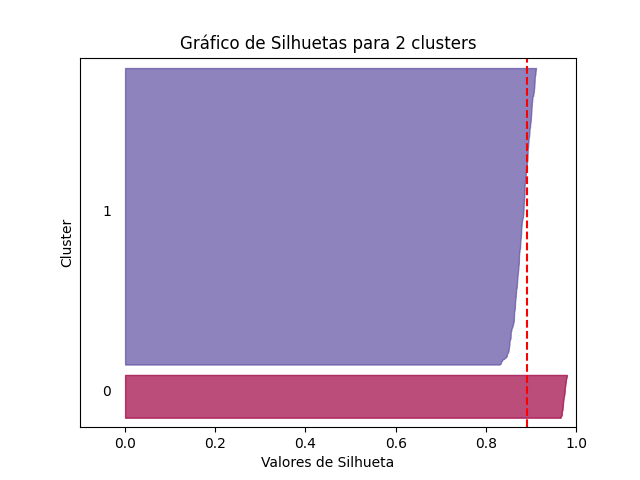 Gráfico de Silhuetas para 2 clusters
Cluster
1
0
0.0 0.2 0.4 0.6 0.8 1.0
Valores de Silhueta